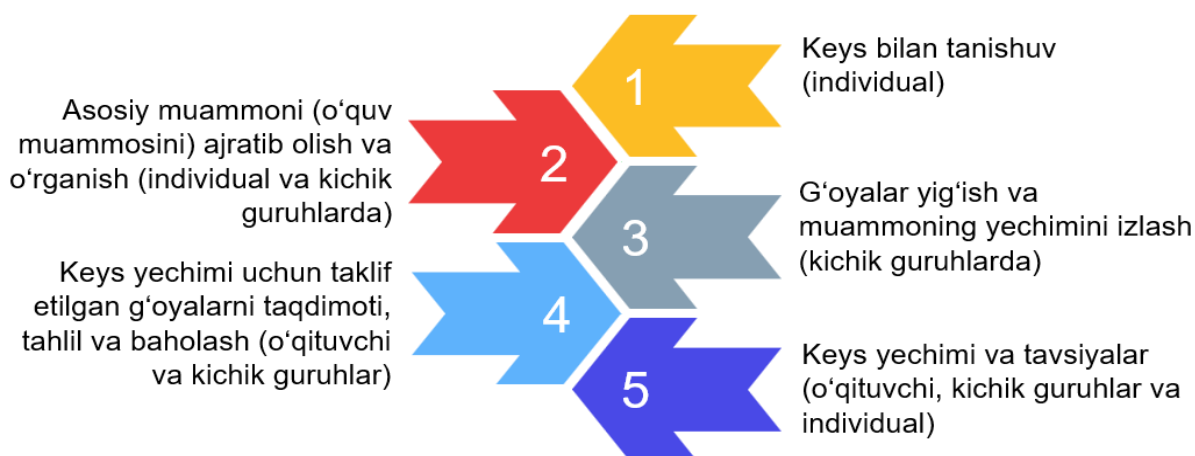 1
Keys bilan tanishuv
(individual)
2
Asosiy muammoni (o‘quv
muammosini) ajratib olish va
o‘rganish (individual va kichik
guruhlarda)
3
G‘oyalar yig‘ish va
muammoning yechimini izlash
(kichik guruhlarda)
4
Keys yechimi uchun taklif
etilgan g‘oyalarni taqdimoti,
tahlil va baholash (o‘qituvchi
va kichik guruhlar)
5
Keys yechimi va tavsiyalar
(o‘qituvchi, kichik guruhlar va
individual)